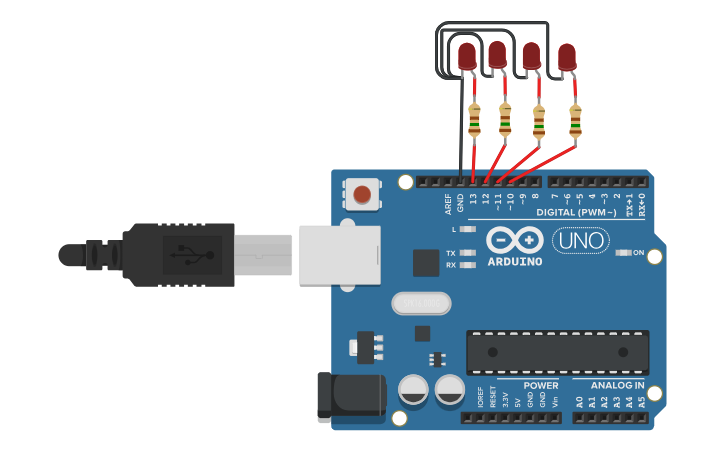 AREF
GND
13
12
~11
~10
~9
8
7
~6
~5
4
~3
2
TX→1
RX←0
DIGITAL (PWM~)
L
TX
RX
UNO
ON
ARDUINO
POWER
ANALOG IN
IOREF
RESET
3.3V
5V
GND
GND
Vin
A0
A1
A2
A3
A4
A5